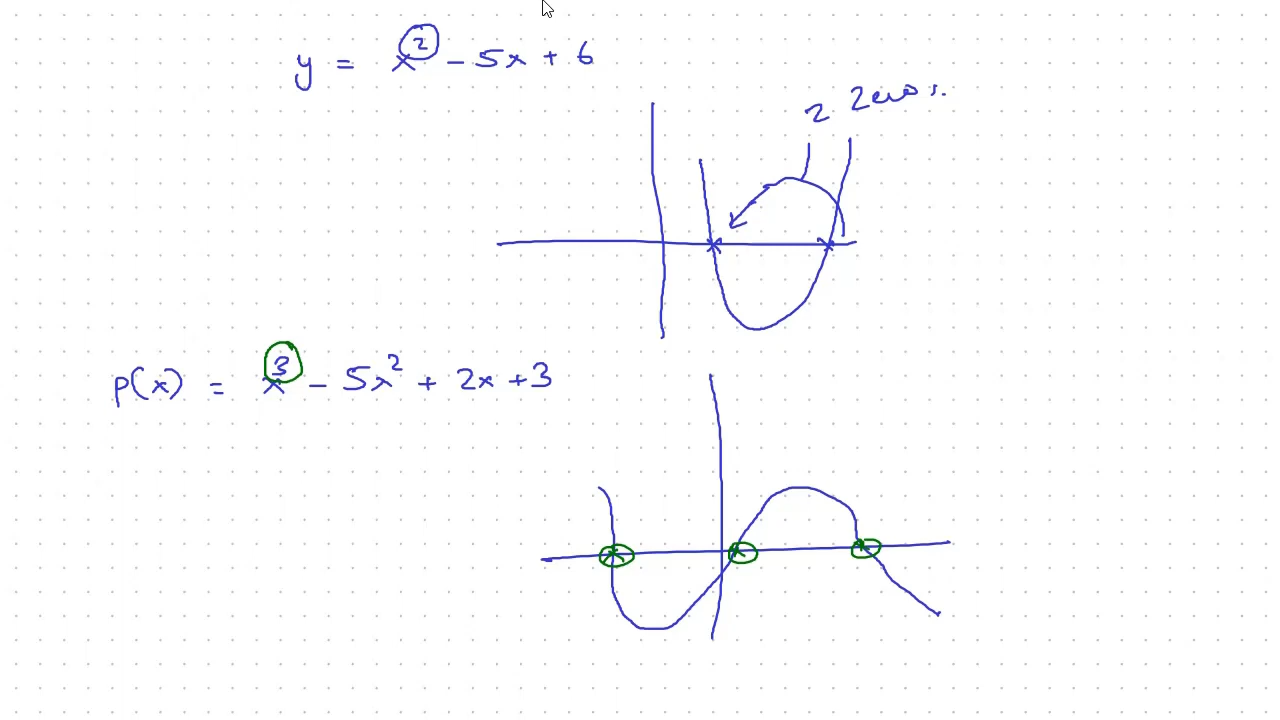 y = x² - 5x + 6
2 Zeros.
p(x) = x³ - 5x² + 2x + 3